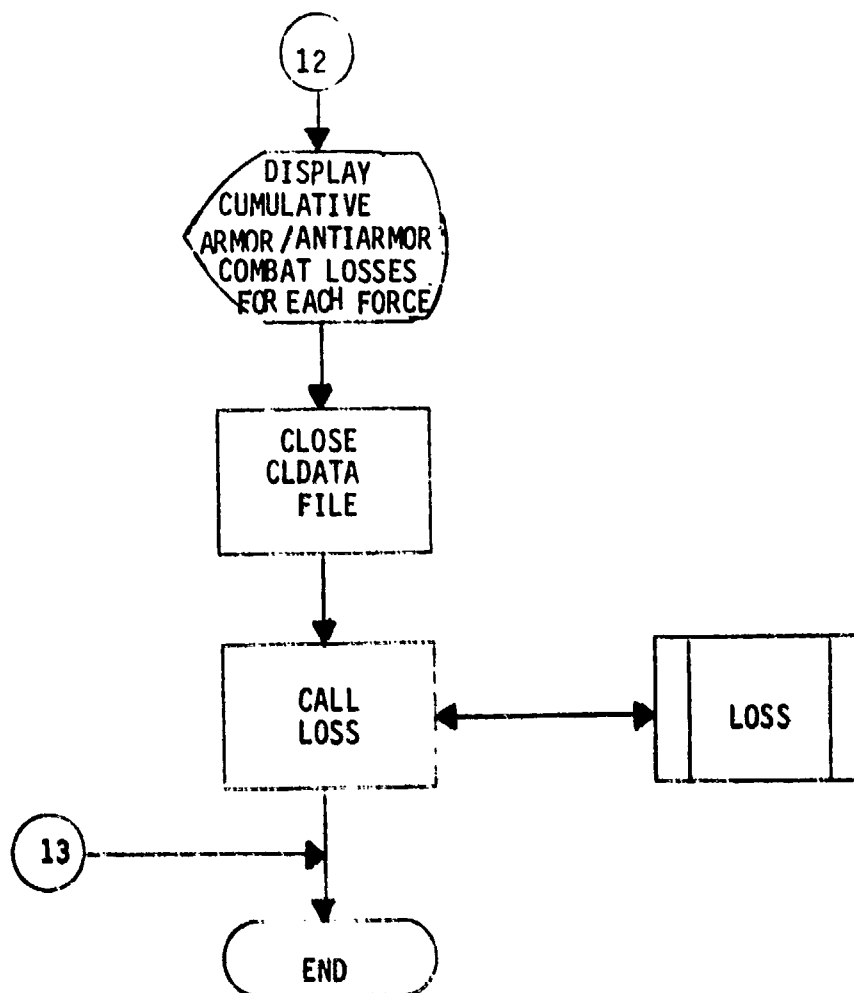 12
DISPLAY
CUMULATIVE
ARMOR/ANTIARMOR
COMBAT LOSSES
FOR EACH FORCE
CLOSE
CLDATA
FILE
CALL
LOSS
LOSS
13
END